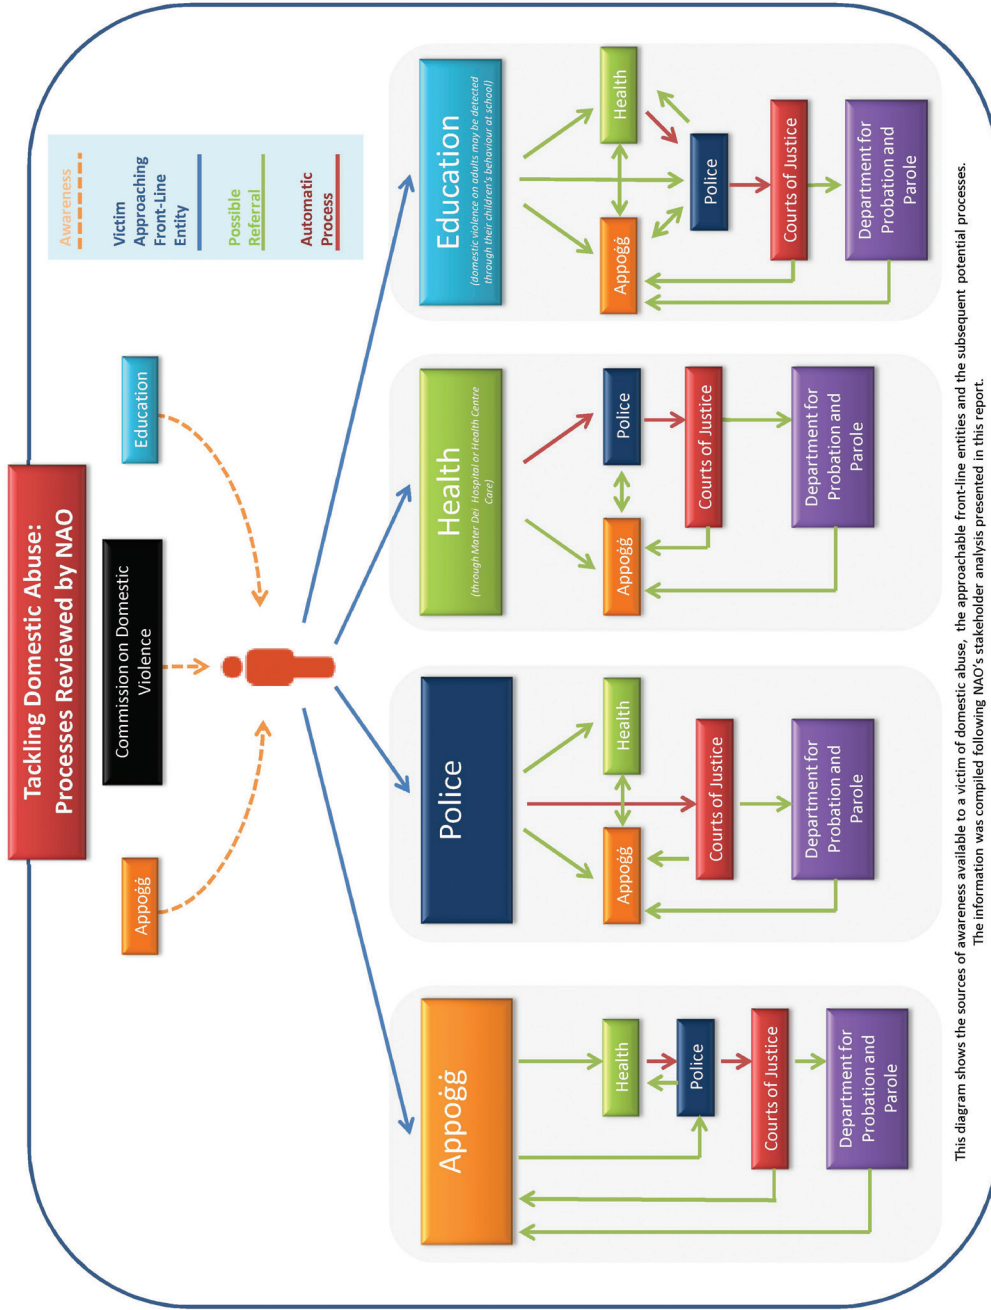 Tackling Domestic Abuse:
Processes Reviewed by NAO
Appoġġ
Commission on Domestic
Violence
Education
Awareness
Victim
Approaching
Front-Line
Entity
Possible
Referral
Automatic
Process
Appoġġ
Health
Police
Courts of Justice
Department for
Probation and
Parole
Police
Appoġġ
Health
Courts of Justice
Department for
Probation and
Parole
Health
(through Mater Dei Hospital or Health Centre
Care)
Appoġġ
Police
Courts of Justice
Department for
Probation and
Parole
Education
(domestic violence on adults may be detected
through their children's behaviour at school)
Appoġġ
Health
Police
Courts of Justice
Department for
Probation and
Parole
This diagram shows the sources of awareness available to a victim of domestic abuse, the approachable front-line entities and the subsequent potential processes.
The information was compiled following NAO's stakeholder analysis presented in this report.